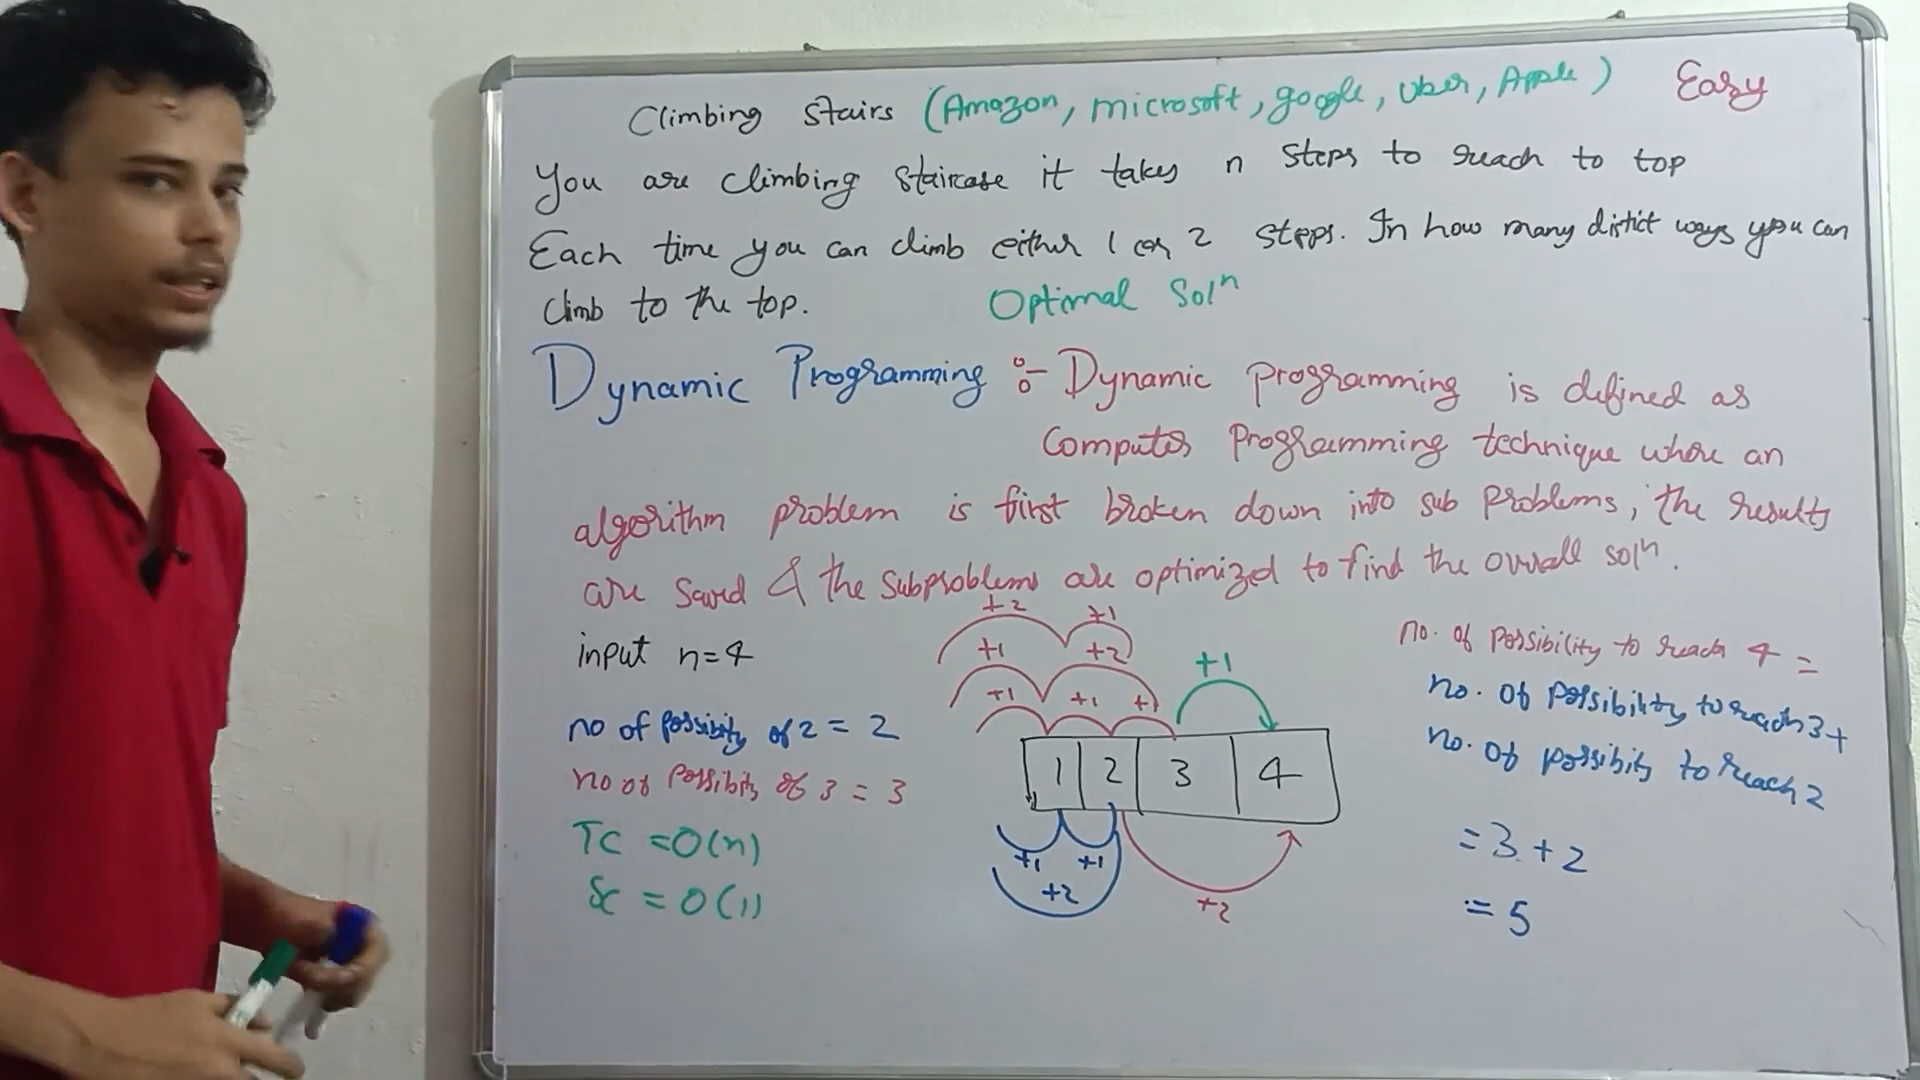 Climbing Stairs (Amazon, microsoft, google, Uber, Apple) Easy
You are climbing staircase it takes n steps to reach to top
Each time you can climb either 1 or 2 steps. In how many distict ways you can
climb to the top. Optimal Solⁿ
Dynamic Programming :- Dynamic programming is defined as
Computer Programming technique where an
algorithm problem is first broken down into sub problems, the results
are saved & the subproblems are optimized to find the overall solⁿ.
input n=4
no of possibility of 2 = 2
no of possibility of 3 = 3
TC = O(n)
SC = O(1)
+2 +1
+1 +2
+1 +1 +1
+1
1 2 3 4
+1 +1
+2
+2
no. of possibility to reach 4 =
no. of possibility to reach 3 +
no. of possibility to reach 2
= 3 + 2
= 5